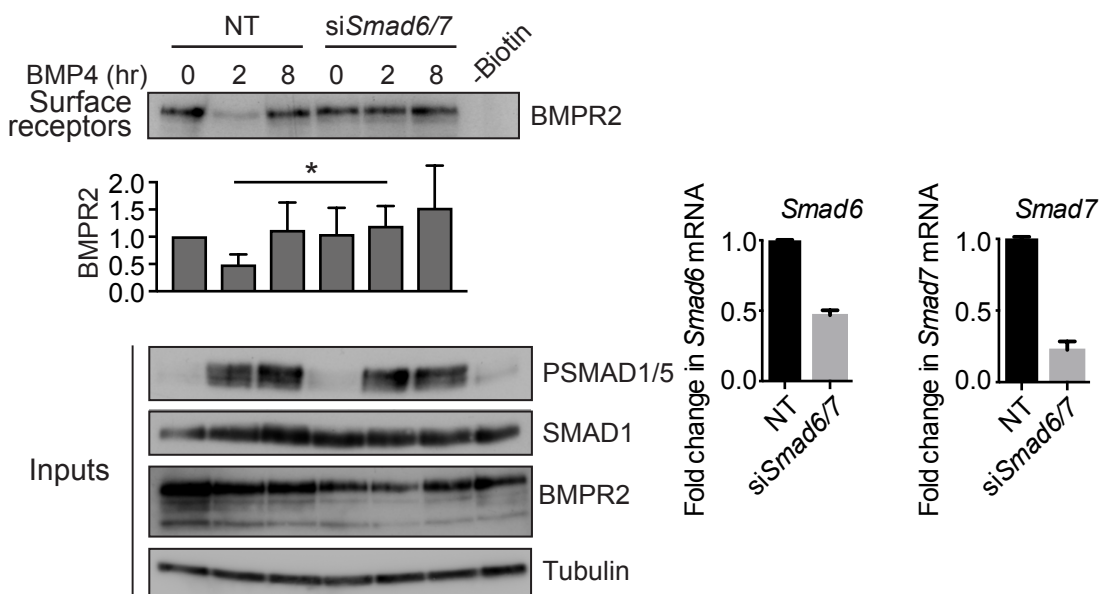 NT siSmad6/7 -Biotin
BMP4 (hr) 0 2 8 0 2 8
Surface receptors
BMPR2
BMPR2
2.0
1.5
1.0
0.5
0.0
*
Inputs
PSMAD1/5
SMAD1
BMPR2
Tubulin
Fold change in Smad6 mRNA
Smad6
1.0
0.5
0.0
NT
siSmad6/7
Fold change in Smad7 mRNA
Smad7
1.0
0.5
0.0
NT
siSmad6/7